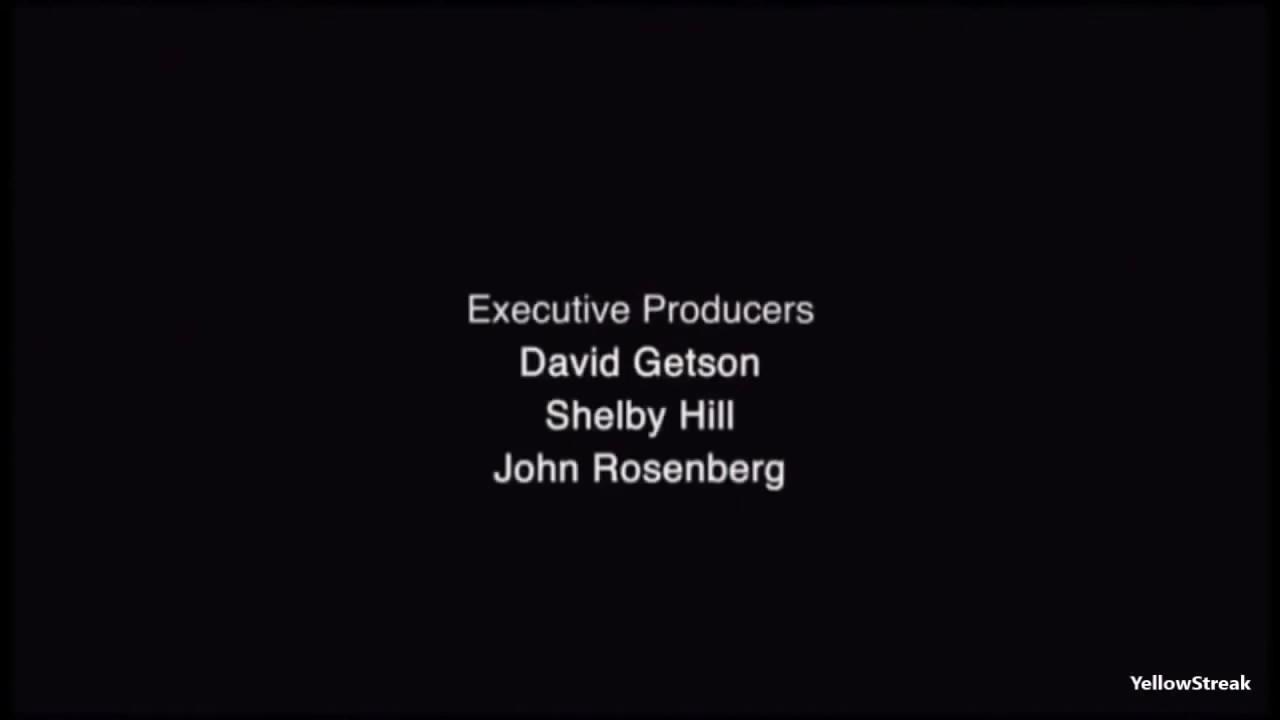 Executive Producers
David Getson
Shelby Hill
John Rosenberg
YellowStreak